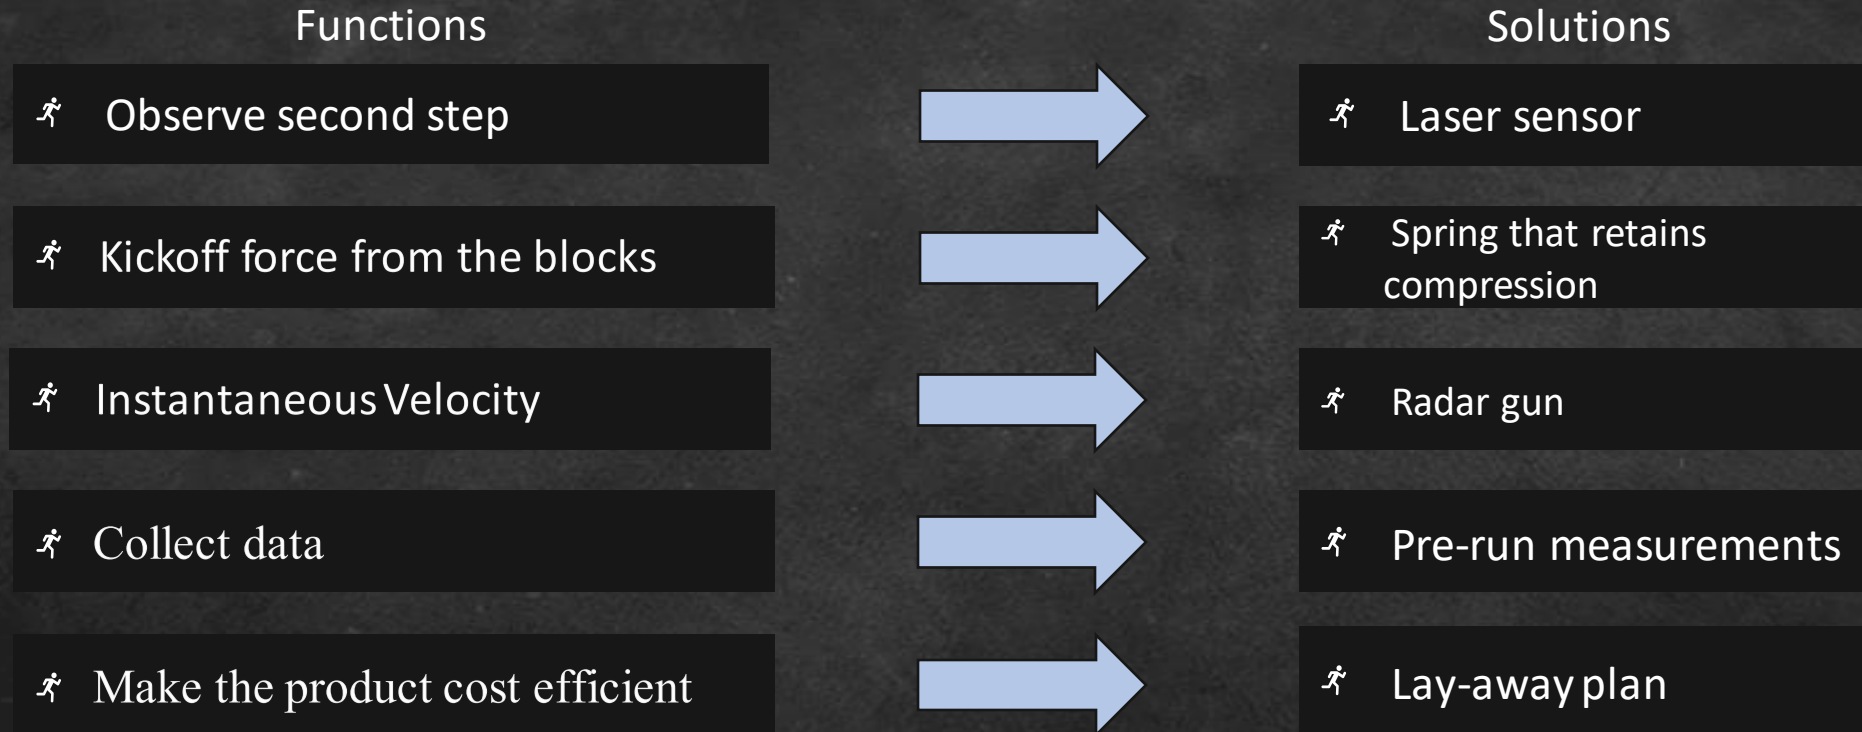 Functions
Solutions
Observe second step
Laser sensor
Kickoff force from the blocks
Spring that retains
compression
Instantaneous Velocity
Radar gun
Collect data
Pre-run measurements
Make the product cost efficient
Lay-away plan